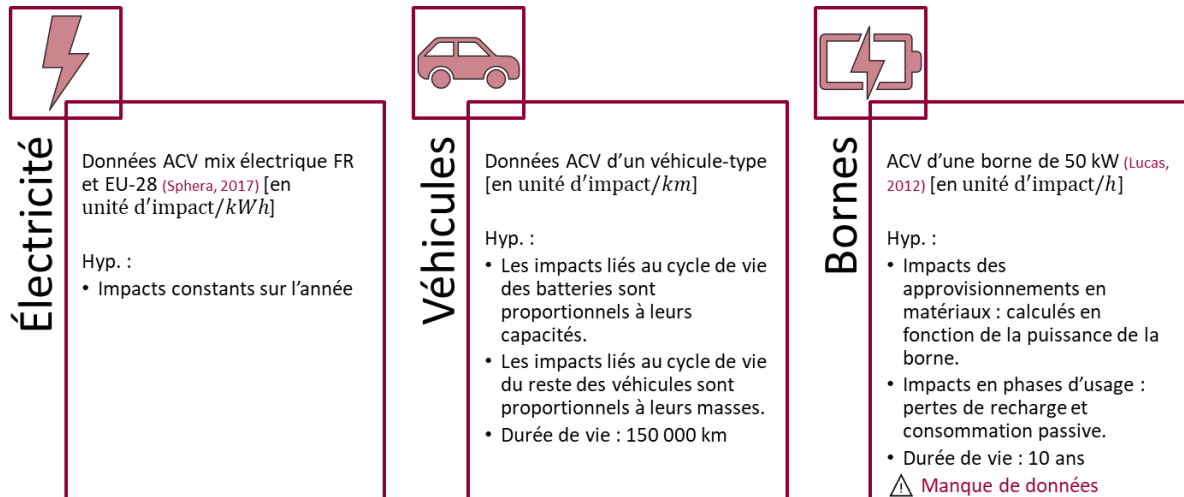 Électricité
Données ACV mix électrique FR
et EU-28 (Sphera, 2017) [en
unité d'impact/kWh]
Hyp. :
• Impacts constants sur l'année
Véhicules
Données ACV d'un véhicule-type
[en unité d'impact/km]
Hyp. :
• Les impacts liés au cycle de vie
des batteries sont
proportionnels à leurs
capacités.
• Les impacts liés au cycle de vie
du reste des véhicules sont
proportionnels à leurs masses.
• Durée de vie : 150 000 km
Bornes
ACV d'une borne de 50 kW (Lucas,
2012) [en unité d'impact/h]
Hyp. :
• Impacts des
approvisionnements en
matériaux : calculés en
fonction de la puissance de la
borne.
• Impacts en phases d'usage :
pertes de recharge et
consommation passive.
• Durée de vie : 10 ans
⚠ Manque de données